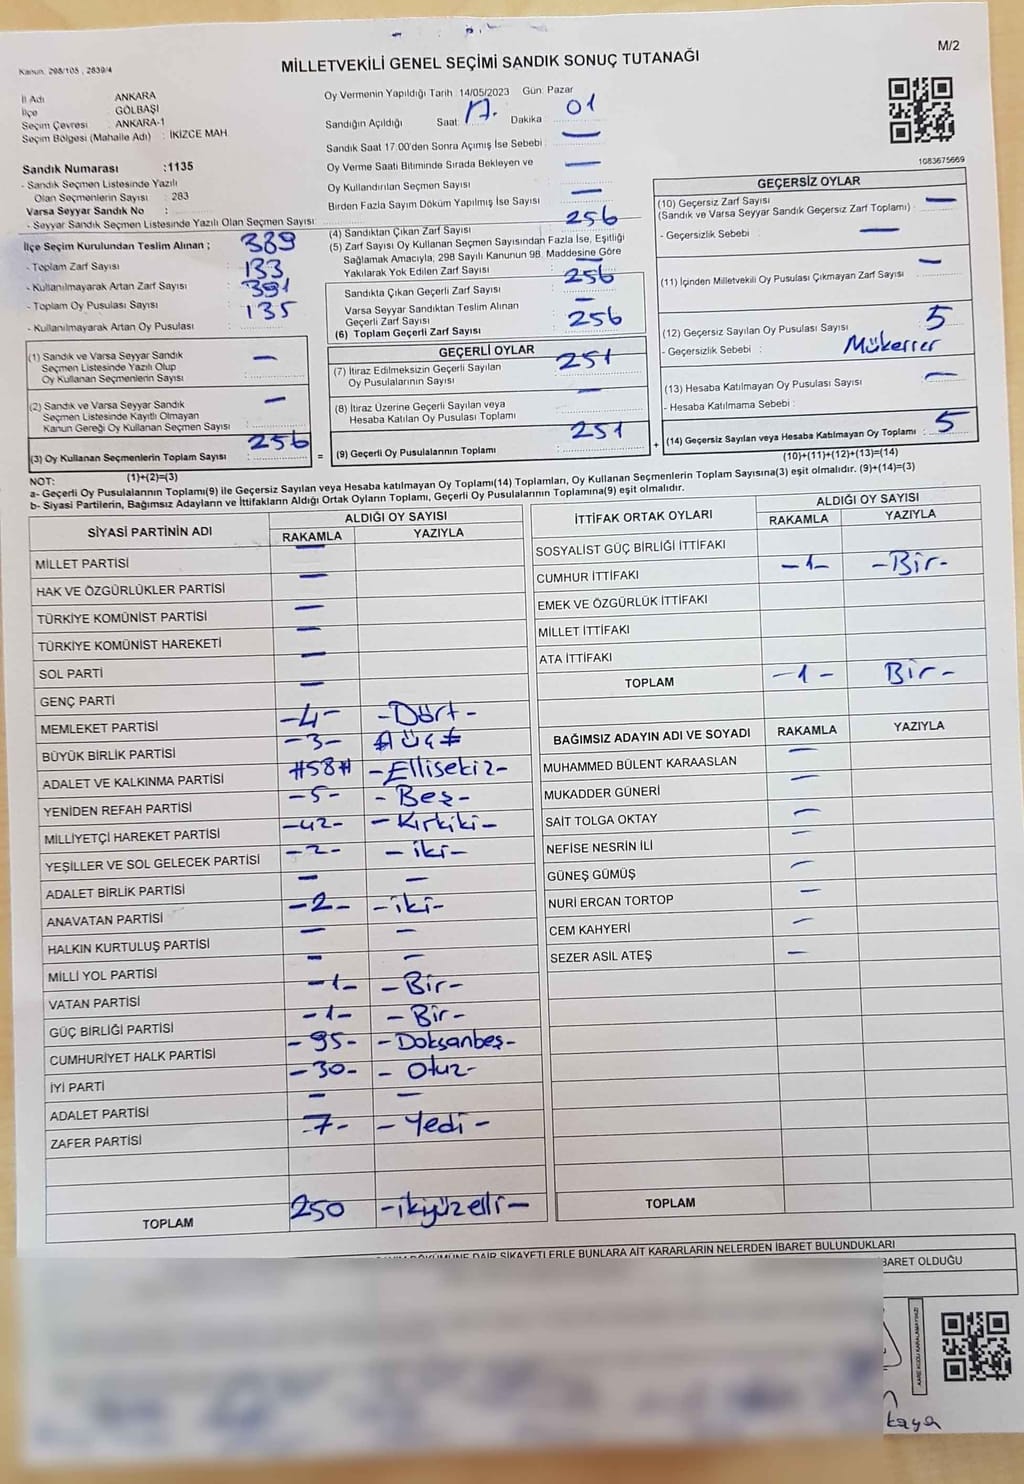 M/2
Kanun. 298/105 , 2839/4
MİLLETVEKİLİ GENEL SEÇİMİ SANDIK SONUÇ TUTANAĞI
İl Adı ANKARA
İlçe GÖLBAŞI
Seçim Çevresi ANKARA-1
Seçim Bölgesi (Mahalle Adı) : İKİZCE MAH
Sandık Numarası :1135
- Sandık Seçmen Listesinde Yazılı
Olan Seçmenlerin Sayısı : 283
Varsa Seyyar Sandık No :
- Seyyar Sandık Seçmen Listesinde Yazılı Olan Seçmen Sayısı:
İlçe Seçim Kurulundan Teslim Alınan ;
- Toplam Zarf Sayısı : 389
- Kullanılmayarak Artan Zarf Sayısı : 133
- Toplam Oy Pusulası Sayısı : 391
- Kullanılmayarak Artan Oy Pusulası : 135
Oy Vermenin Yapıldığı Tarih :14/05/2023 Gün: Pazar
Sandığın Açıldığı Saat: 17. Dakika : 01
Sandık Saat 17.00'den Sonra Açımış İse Sebebi : —
Oy Verme Saati Bitiminde Sırada Bekleyen ve
Oy Kullandırılan Seçmen Sayısı —
Birden Fazla Sayım Döküm Yapılmış İse Sayısı —
(4) Sandıktan Çıkan Zarf Sayısı : 256
(5) Zarf Sayısı Oy Kullanan Seçmen Sayısından Fazla İse, Eşitliği
Sağlamak Amacıyla, 298 Sayılı Kanunun 98. Maddesine Göre
Yakılarak Yok Edilen Zarf Sayısı : —
Sandıkta Çıkan Geçerli Zarf Sayısı : 256
Varsa Seyyar Sandıktan Teslim Alınan
Geçerli Zarf Sayısı : —
(6) Toplam Geçerli Zarf Sayısı : 256
(1) Sandık ve Varsa Seyyar Sandık
Seçmen Listesinde Yazılı Olup
Oy Kullanan Seçmenlerin Sayısı : —
(2) Sandık ve Varsa Seyyar Sandık
Seçmen Listesinde Kayıtlı Olmayan
Kanun Gereği Oy Kullanan Seçmen Sayısı : —
(3) Oy Kullanan Seçmenlerin Toplam Sayısı : 256
(1)+(2)=(3)
GEÇERLİ OYLAR
(7) İtiraz Edilmeksizin Geçerli Sayılan
Oy Pusulalarının Sayısı : 251
(8) İtiraz Üzerine Geçerli Sayılan veya
Hesaba Katılan Oy Pusulası Toplamı : —
= (9) Geçerli Oy Pusulalarının Toplamı : 251
1083675669
GEÇERSİZ OYLAR
(10) Geçersiz Zarf Sayısı
(Sandık ve Varsa Seyyar Sandık Geçersiz Zarf Toplamı) : —
- Geçersizlik Sebebi : —
(11) İçinden Milletvekili Oy Pusulası Çıkmayan Zarf Sayısı : —
(12) Geçersiz Sayılan Oy Pusulası Sayısı : 5
- Geçersizlik Sebebi : Mükerrer
(13) Hesaba Katılmayan Oy Pusulası Sayısı : —
- Hesaba Katılmama Sebebi :
+ (14) Geçersiz Sayılan veya Hesaba Katılmayan Oy Toplamı : 5
(10)+(11)+(12)+(13)=(14)
NOT:
a- Geçerli Oy Pusulalarının Toplamı(9) ile Geçersiz Sayılan veya Hesaba katılmayan Oy Toplamı(14) Toplamları, Oy Kullanan Seçmenlerin Toplam Sayısına(3) eşit olmalıdır. (9)+(14)=(3)
b- Siyasi Partilerin, Bağımsız Adayların ve İttifakların Aldığı Ortak Oyların Toplamı, Geçerli Oy Pusulalarının Toplamına(9) eşit olmalıdır.
SİYASİ PARTİNİN ADI ALDIĞI OY SAYISI
RAKAMLA YAZIYLA
MİLLET PARTİSİ —
HAK VE ÖZGÜRLÜKLER PARTİSİ —
TÜRKİYE KOMÜNİST PARTİSİ —
TÜRKİYE KOMÜNİST HAREKETİ —
SOL PARTİ —
GENÇ PARTİ —
MEMLEKET PARTİSİ -4- -Dört-
BÜYÜK BİRLİK PARTİSİ -3- #Üç#
ADALET VE KALKINMA PARTİSİ #58# -Ellisekiz-
YENİDEN REFAH PARTİSİ -5- -Beş-
MİLLİYETÇİ HAREKET PARTİSİ -42- -Kırkiki-
YEŞİLLER VE SOL GELECEK PARTİSİ -2- -iki-
ADALET BİRLİK PARTİSİ — —
ANAVATAN PARTİSİ -2- -iki-
HALKIN KURTULUŞ PARTİSİ — —
MİLLİ YOL PARTİSİ — —
VATAN PARTİSİ -1- -Bir-
GÜÇ BİRLİĞİ PARTİSİ -1- -Bir-
CUMHURİYET HALK PARTİSİ -95- -Doksanbeş-
İYİ PARTİ -30- - Otuz-
ADALET PARTİSİ — —
ZAFER PARTİSİ -7- -Yedi-
TOPLAM 250 -ikiyüzelli-
İTTİFAK ORTAK OYLARI ALDIĞI OY SAYISI
RAKAMLA YAZIYLA
SOSYALİST GÜÇ BİRLİĞİ İTTİFAKI
CUMHUR İTTİFAKI -1- -Bir-
EMEK VE ÖZGÜRLÜK İTTİFAKI
MİLLET İTTİFAKI
ATA İTTİFAKI
TOPLAM -1- Bir-
BAĞIMSIZ ADAYIN ADI VE SOYADI RAKAMLA YAZIYLA
MUHAMMED BÜLENT KARAASLAN —
MUKADDER GÜNERİ —
SAİT TOLGA OKTAY —
NEFİSE NESRİN İLİ —
GÜNEŞ GÜMÜŞ —
NURİ ERCAN TORTOP —
CEM KAHYERİ —
SEZER ASİL ATEŞ —
TOPLAM
DÖKÜMÜNE DAİR ŞİKAYETLERLE BUNLARA AİT KARARLARIN NELERDEN İBARET BULUNDUKLARI
BARET OLDUĞU
kaya